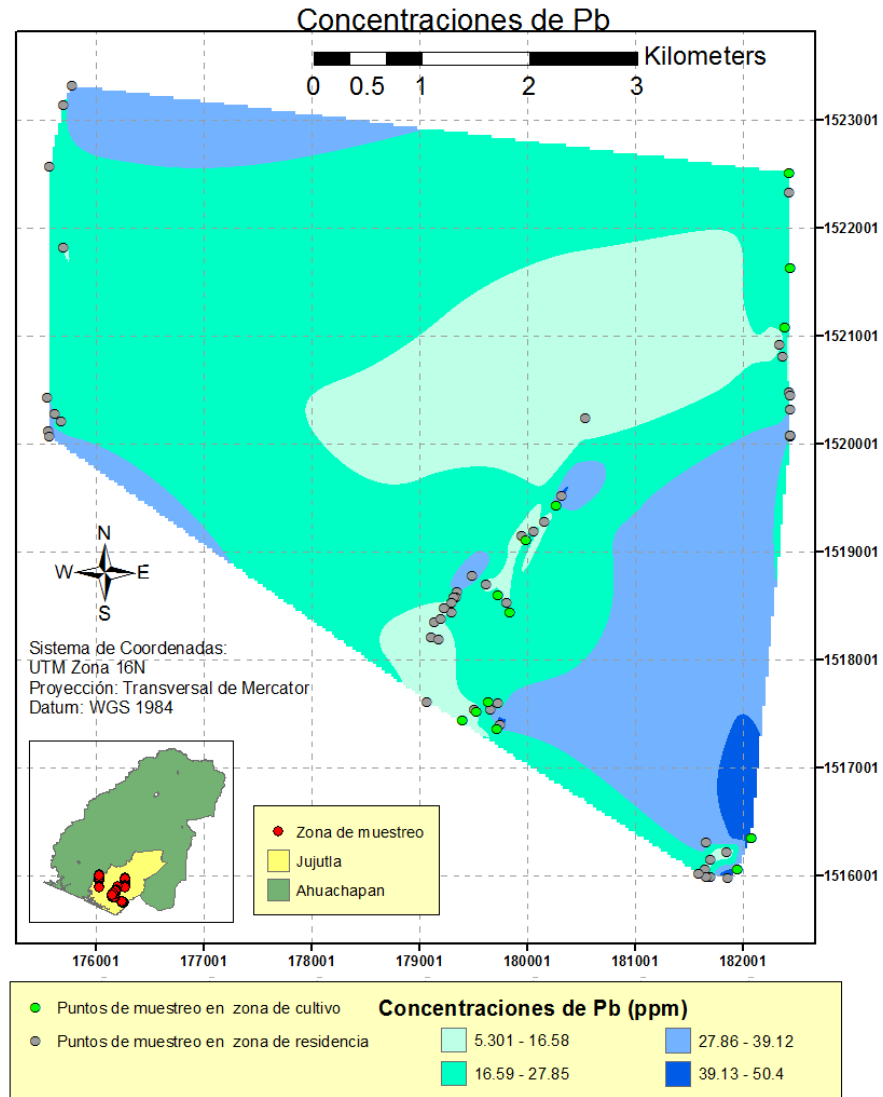 Concentraciones de Pb
Kilometers
0 0.5 1 2 3
1523001
1522001
1521001
1520001
1519001
1518001
1517001
1516001
N
W E
S
Sistema de Coordenadas:
UTM Zona 16N
Proyección: Transversal de Mercator
Datum: WGS 1984
Zona de muestreo
Jujutla
Ahuachapan
176001 177001 178001 179001 180001 181001 182001
Puntos de muestreo en zona de cultivo
Puntos de muestreo en zona de residencia
Concentraciones de Pb (ppm)
5.301 - 16.58
27.86 - 39.12
16.59 - 27.85
39.13 - 50.4